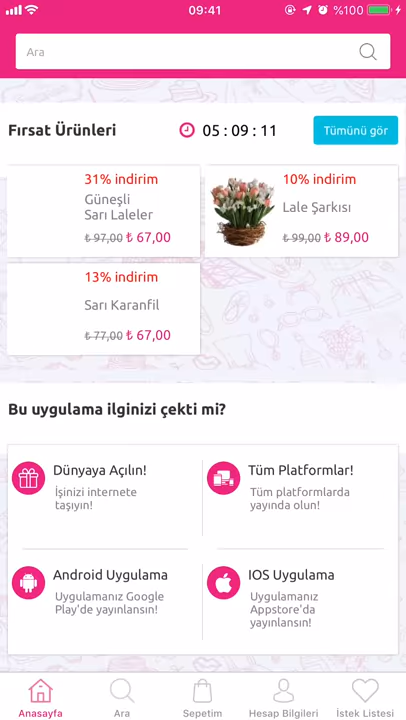 09:41
%100
Ara
Fırsat Ürünleri
05 : 09 : 11
Tümünü gör
31% indirim
Güneşli
Sarı Laleler
₺ 97,00 ₺ 67,00
10% indirim
Lale Şarkısı
₺ 99,00 ₺ 89,00
13% indirim
Sarı Karanfil
₺ 77,00 ₺ 67,00
Bu uygulama ilginizi çekti mi?
Dünyaya Açılın!
İşinizi internete
taşıyın!
Tüm Platformlar!
Tüm platformlarda
yayında olun!
Android Uygulama
Uygulamanız Google
Play'de yayınlansın!
IOS Uygulama
Uygulamanız
Appstore'da
yayınlansın!
Anasayfa
Ara
Sepetim
Hesap Bilgileri
İstek Listesi